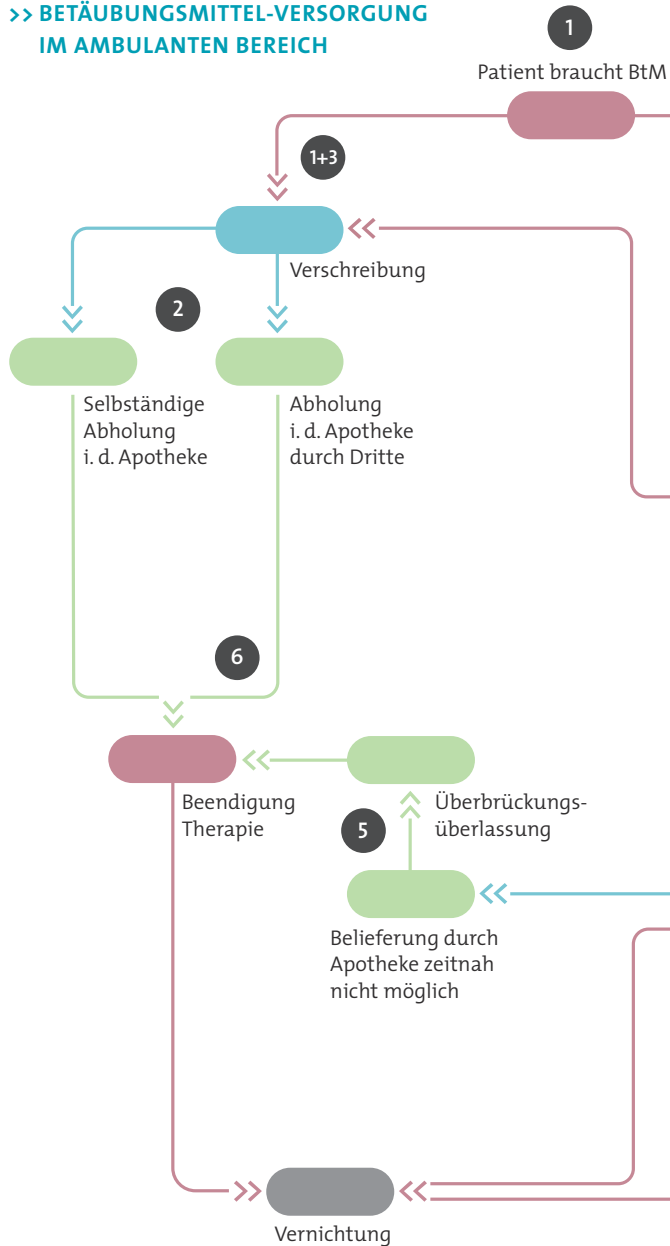 >> BETÄUBUNGSMITTEL-VERSORGUNG
IM AMBULANTEN BEREICH
1
Patient braucht BtM
1+3
Verschreibung
2
Selbständige
Abholung
i. d. Apotheke
Abholung
i. d. Apotheke
durch Dritte
6
Beendigung
Therapie
5
Überbrückungs-
überlassung
Belieferung durch
Apotheke zeitnah
nicht möglich
Vernichtung